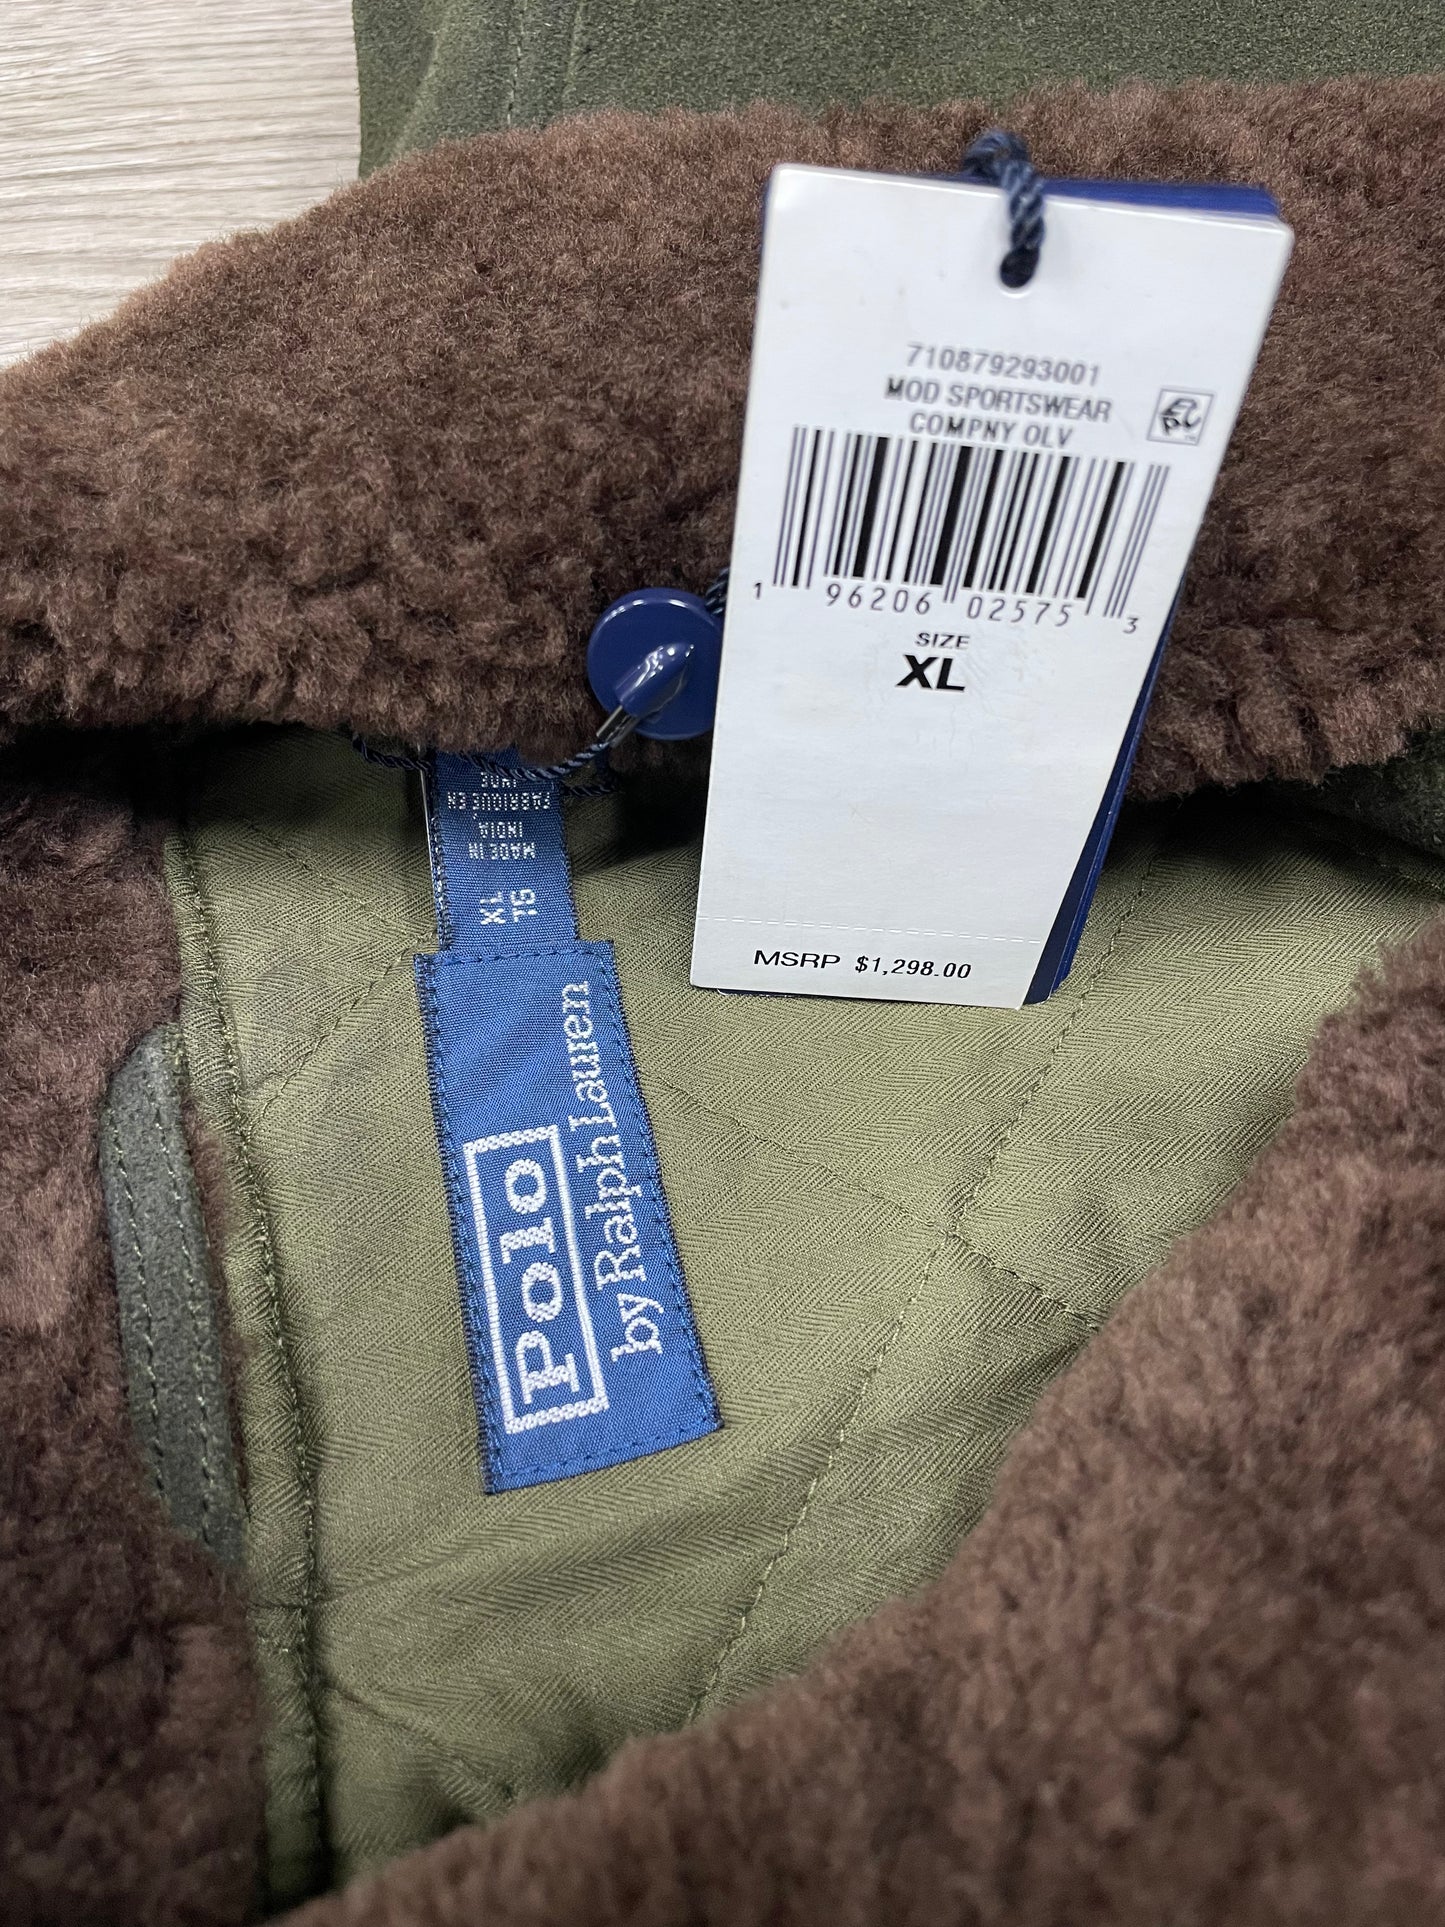 710879293001
MOD SPORTSWEAR
COMPNY OLV
1 96206 02575 3
SIZE
XL
MSRP $1,298.00
Polo
by Ralph Lauren
XL
TG
MADE IN
INDIA
FABRIQUE EN
INDE